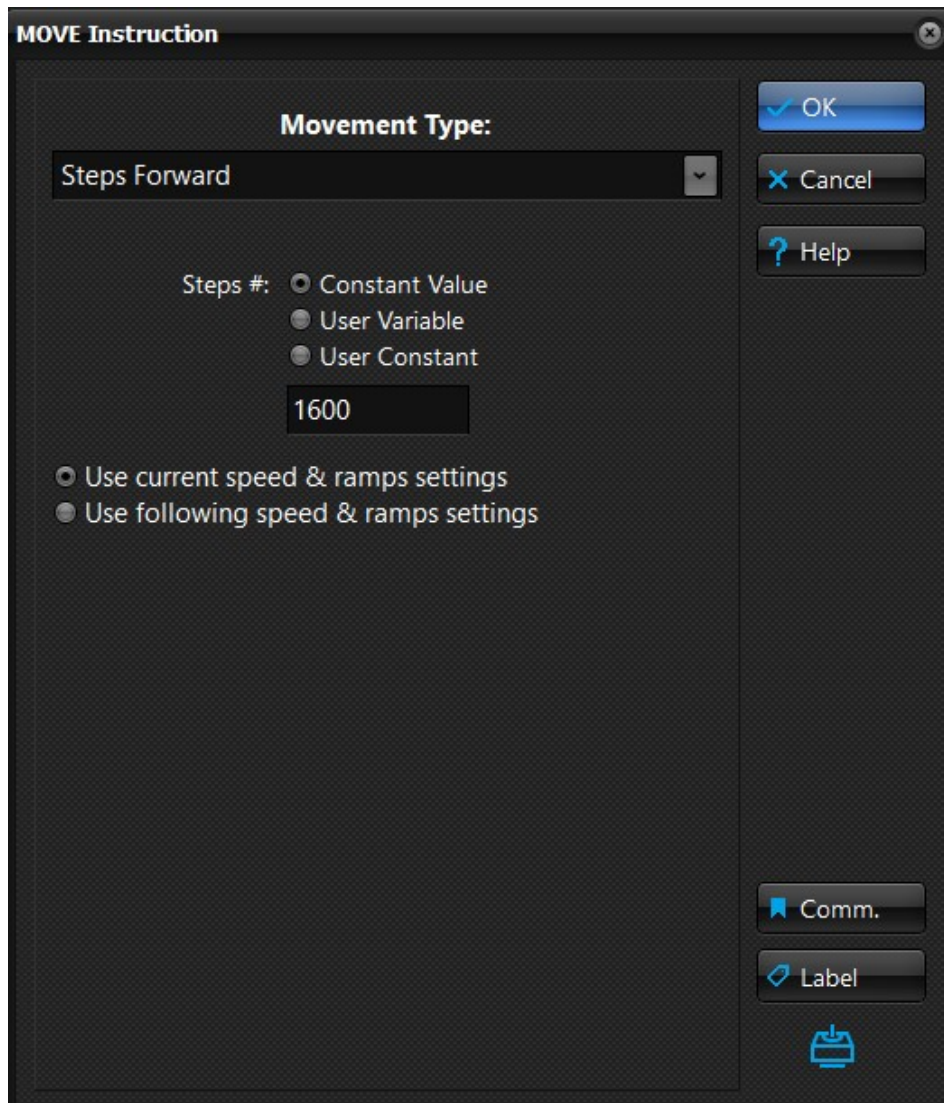 MOVE Instruction
Movement Type:
Steps Forward
Steps #:
Constant Value
User Variable
User Constant
1600
Use current speed & ramps settings
Use following speed & ramps settings
OK
Cancel
? Help
Comm.
Label